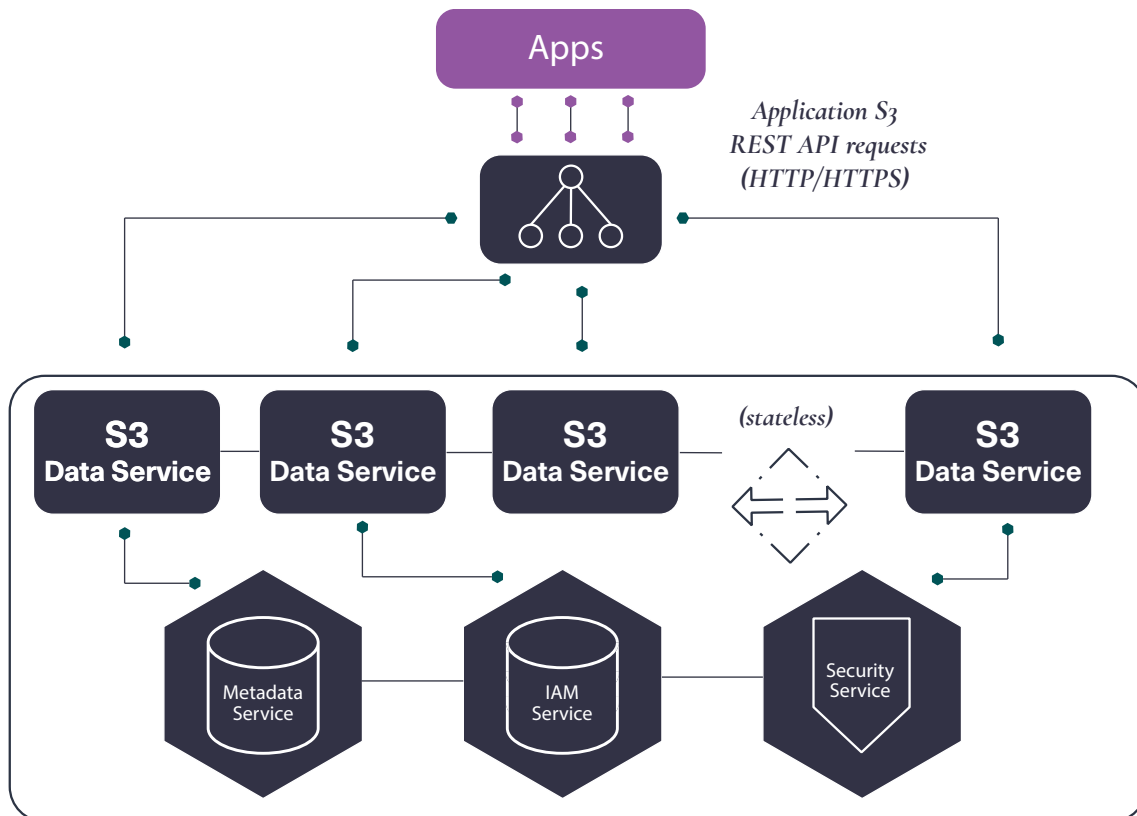 Apps
Application S3
REST API requests
(HTTP/HTTPS)
S3
Data Service
S3
Data Service
S3
Data Service
(stateless)
S3
Data Service
Metadata
Service
IAM
Service
Security
Service